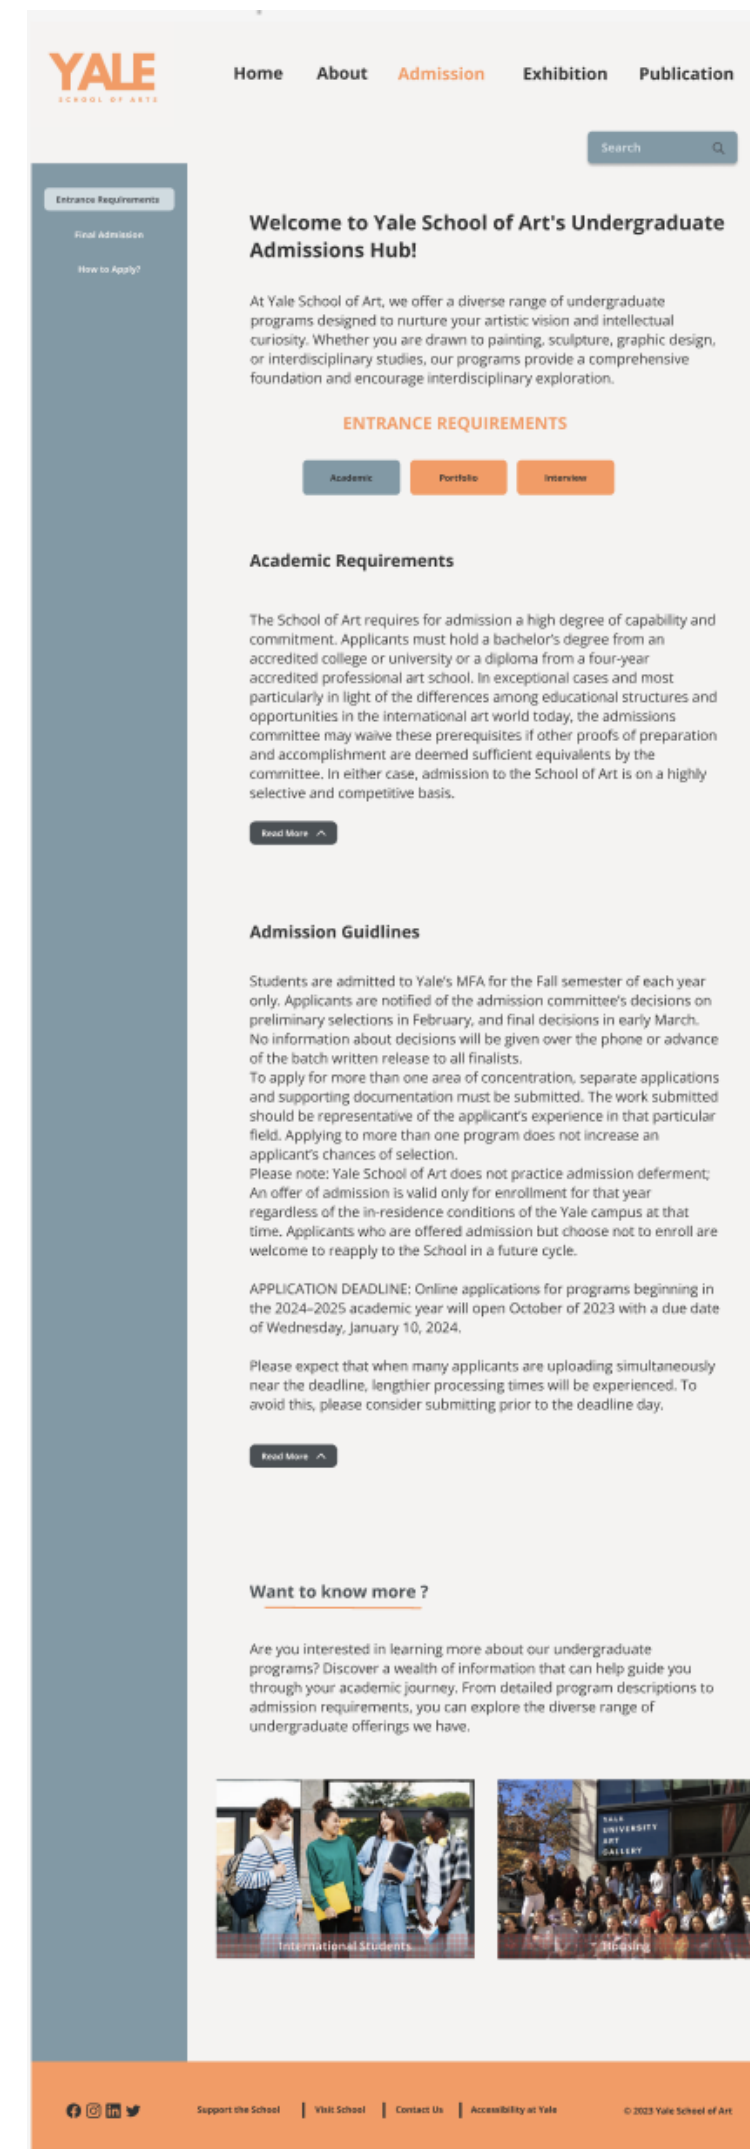 YALE
SCHOOL OF ARTS
Home About Admission Exhibition Publication
Search
Entrance Requirements
Final Admission
How to Apply?
Welcome to Yale School of Art's Undergraduate
Admissions Hub!
At Yale School of Art, we offer a diverse range of undergraduate
programs designed to nurture your artistic vision and intellectual
curiosity. Whether you are drawn to painting, sculpture, graphic design,
or interdisciplinary studies, our programs provide a comprehensive
foundation and encourage interdisciplinary exploration.
ENTRANCE REQUIREMENTS
Academic Portfolio Interview
Academic Requirements
The School of Art requires for admission a high degree of capability and
commitment. Applicants must hold a bachelor's degree from an
accredited college or university or a diploma from a four-year
accredited professional art school. In exceptional cases and most
particularly in light of the differences among educational structures and
opportunities in the international art world today, the admissions
committee may waive these prerequisites if other proofs of preparation
and accomplishment are deemed sufficient equivalents by the
committee. In either case, admission to the School of Art is on a highly
selective and competitive basis.
Read More
Admission Guidlines
Students are admitted to Yale's MFA for the Fall semester of each year
only. Applicants are notified of the admission committee's decisions on
preliminary selections in February, and final decisions in early March.
No information about decisions will be given over the phone or advance
of the batch written release to all finalists.
To apply for more than one area of concentration, separate applications
and supporting documentation must be submitted. The work submitted
should be representative of the applicant's experience in that particular
field. Applying to more than one program does not increase an
applicant's chances of selection.
Please note: Yale School of Art does not practice admission deferment;
An offer of admission is valid only for enrollment for that year
regardless of the in-residence conditions of the Yale campus at that
time. Applicants who are offered admission but choose not to enroll are
welcome to reapply to the School in a future cycle.
APPLICATION DEADLINE: Online applications for programs beginning in
the 2024–2025 academic year will open October of 2023 with a due date
of Wednesday, January 10, 2024.
Please expect that when many applicants are uploading simultaneously
near the deadline, lengthier processing times will be experienced. To
avoid this, please consider submitting prior to the deadline day.
Read More
Want to know more ?
Are you interested in learning more about our undergraduate
programs? Discover a wealth of information that can help guide you
through your academic journey. From detailed program descriptions to
admission requirements, you can explore the diverse range of
undergraduate offerings we have.
YALE
UNIVERSITY
ART
GALLERY
International Students
Housing
Support the School | Visit School | Contact Us | Accessibility at Yale
© 2023 Yale School of Art